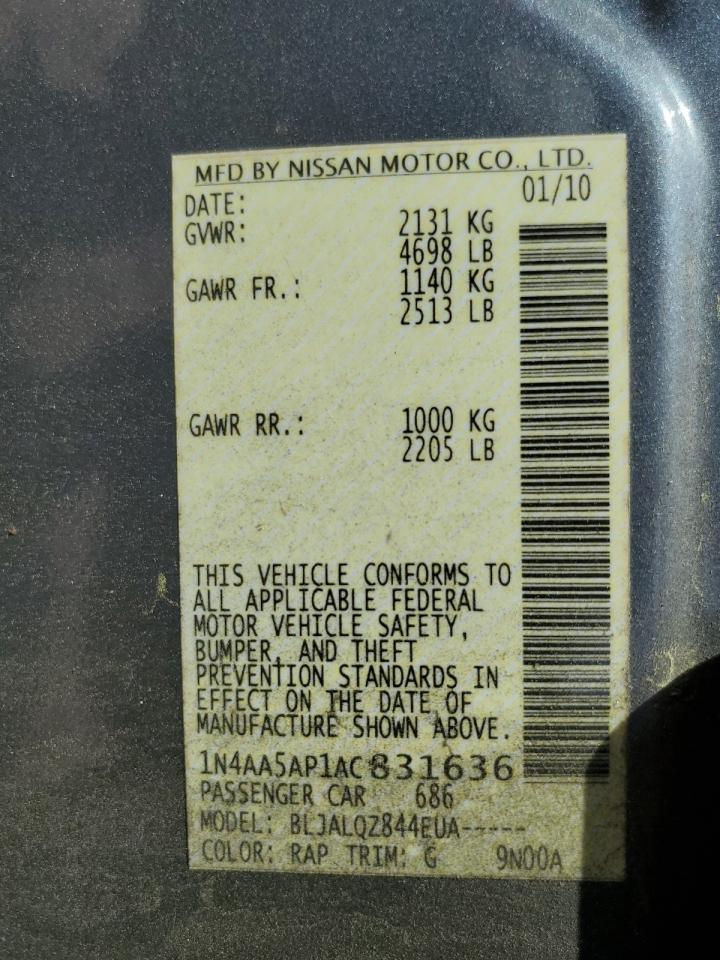 MFD BY NISSAN MOTOR CO., LTD.
DATE: 01/10
GVWR: 2131 KG
4698 LB
GAWR FR.: 1140 KG
2513 LB
GAWR RR.: 1000 KG
2205 LB
THIS VEHICLE CONFORMS TO
ALL APPLICABLE FEDERAL
MOTOR VEHICLE SAFETY,
BUMPER, AND THEFT
PREVENTION STANDARDS IN
EFFECT ON THE DATE OF
MANUFACTURE SHOWN ABOVE.
1N4AA5AP1AC831636
PASSENGER CAR 686
MODEL: BLJALQZ844EUA-----
COLOR: RAP TRIM: G 9N00A